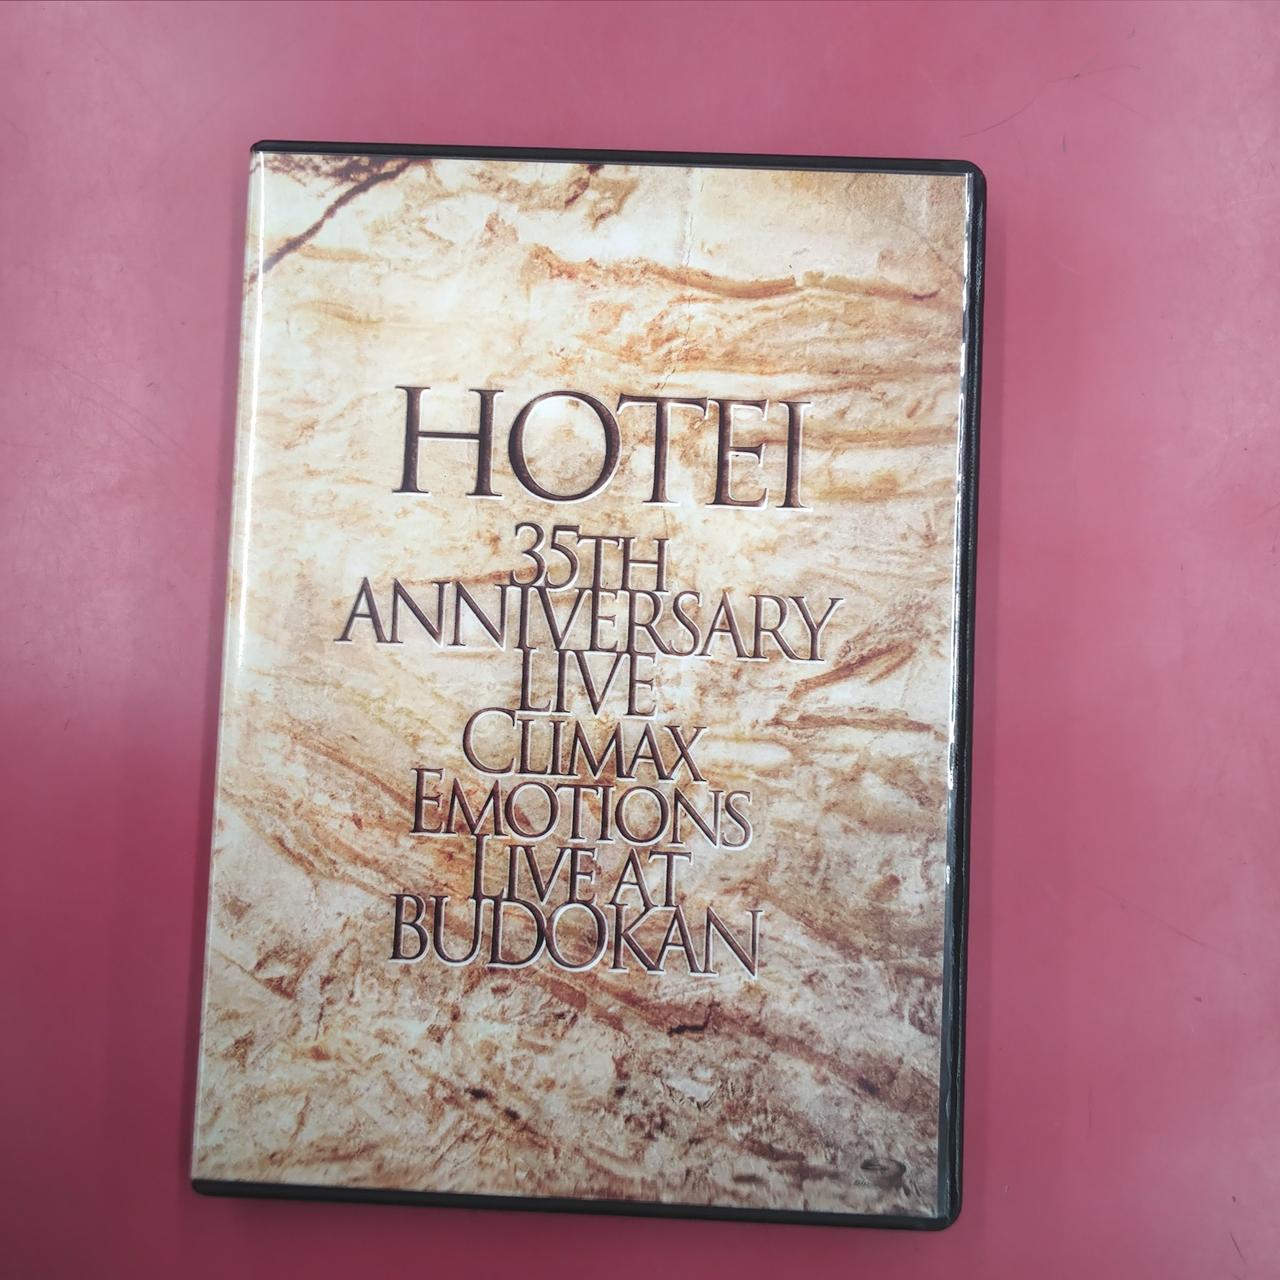 HOTEI
35TH
ANNIVERSARY
LIVE
CLIMAX
EMOTIONS
LIVE AT
BUDOKAN